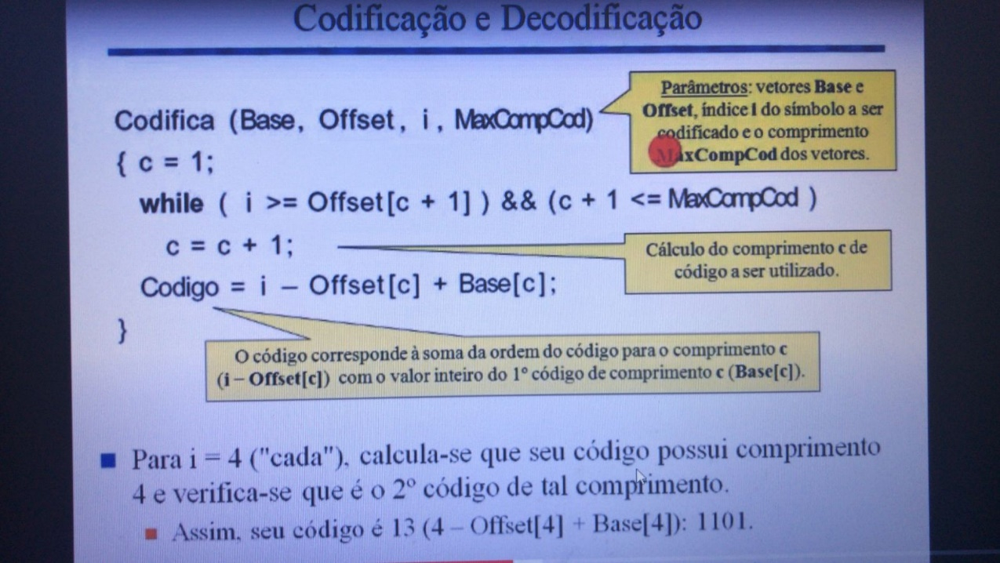 Codificação e Decodificação
Parâmetros: vetores Base e
Offset, índice I do símbolo a ser
codificado e o comprimento
MaxCompCod dos vetores.
Codifica (Base, Offset, i, MaxCompCod)
{ c = 1;
while ( i >= Offset[c + 1] ) && (c + 1 <= MaxCompCod )
c = c + 1;
Cálculo do comprimento c de
código a ser utilizado.
Codigo = i – Offset[c] + Base[c];
}
O código corresponde à soma da ordem do código para o comprimento c
(i – Offset[c]) com o valor inteiro do 1º código de comprimento c (Base[c]).
Para i = 4 ("cada"), calcula-se que seu código possui comprimento
4 e verifica-se que é o 2º código de tal comprimento.
Assim, seu código é 13 (4 – Offset[4] + Base[4]): 1101.